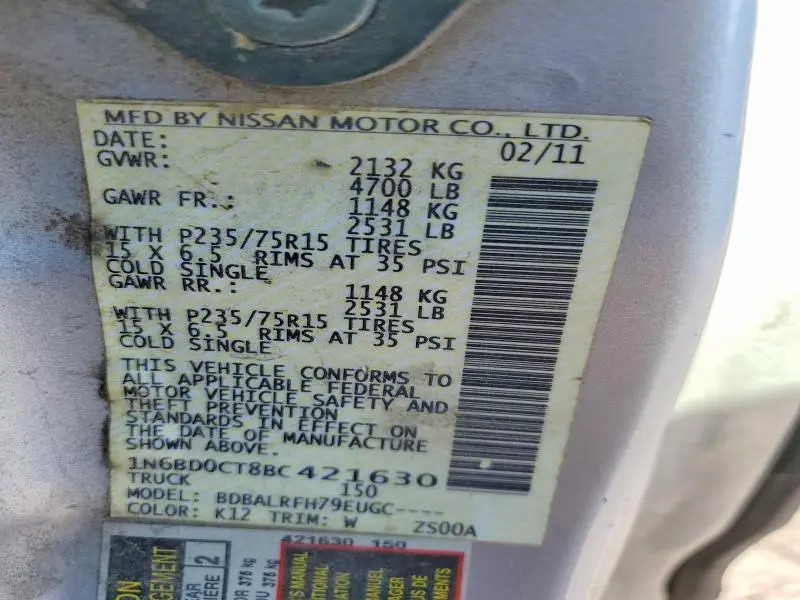 MFD BY NISSAN MOTOR CO., LTD.
DATE: 02/11
GVWR: 2132 KG
4700 LB
GAWR FR.: 1148 KG
2531 LB
WITH P235/75R15 TIRES
15 X 6.5 RIMS AT 35 PSI
COLD SINGLE
GAWR RR.: 1148 KG
2531 LB
WITH P235/75R15 TIRES
15 X 6.5 RIMS AT 35 PSI
COLD SINGLE
THIS VEHICLE CONFORMS TO
ALL APPLICABLE FEDERAL
MOTOR VEHICLE SAFETY AND
THEFT PREVENTION
STANDARDS IN EFFECT ON
THE DATE OF MANUFACTURE
SHOWN ABOVE.
1N6BD0CT8BC 421630
TRUCK 150
MODEL: BDBALRFH79EUGC----
COLOR: K12 TRIM: W ZS00A
421630 150
2